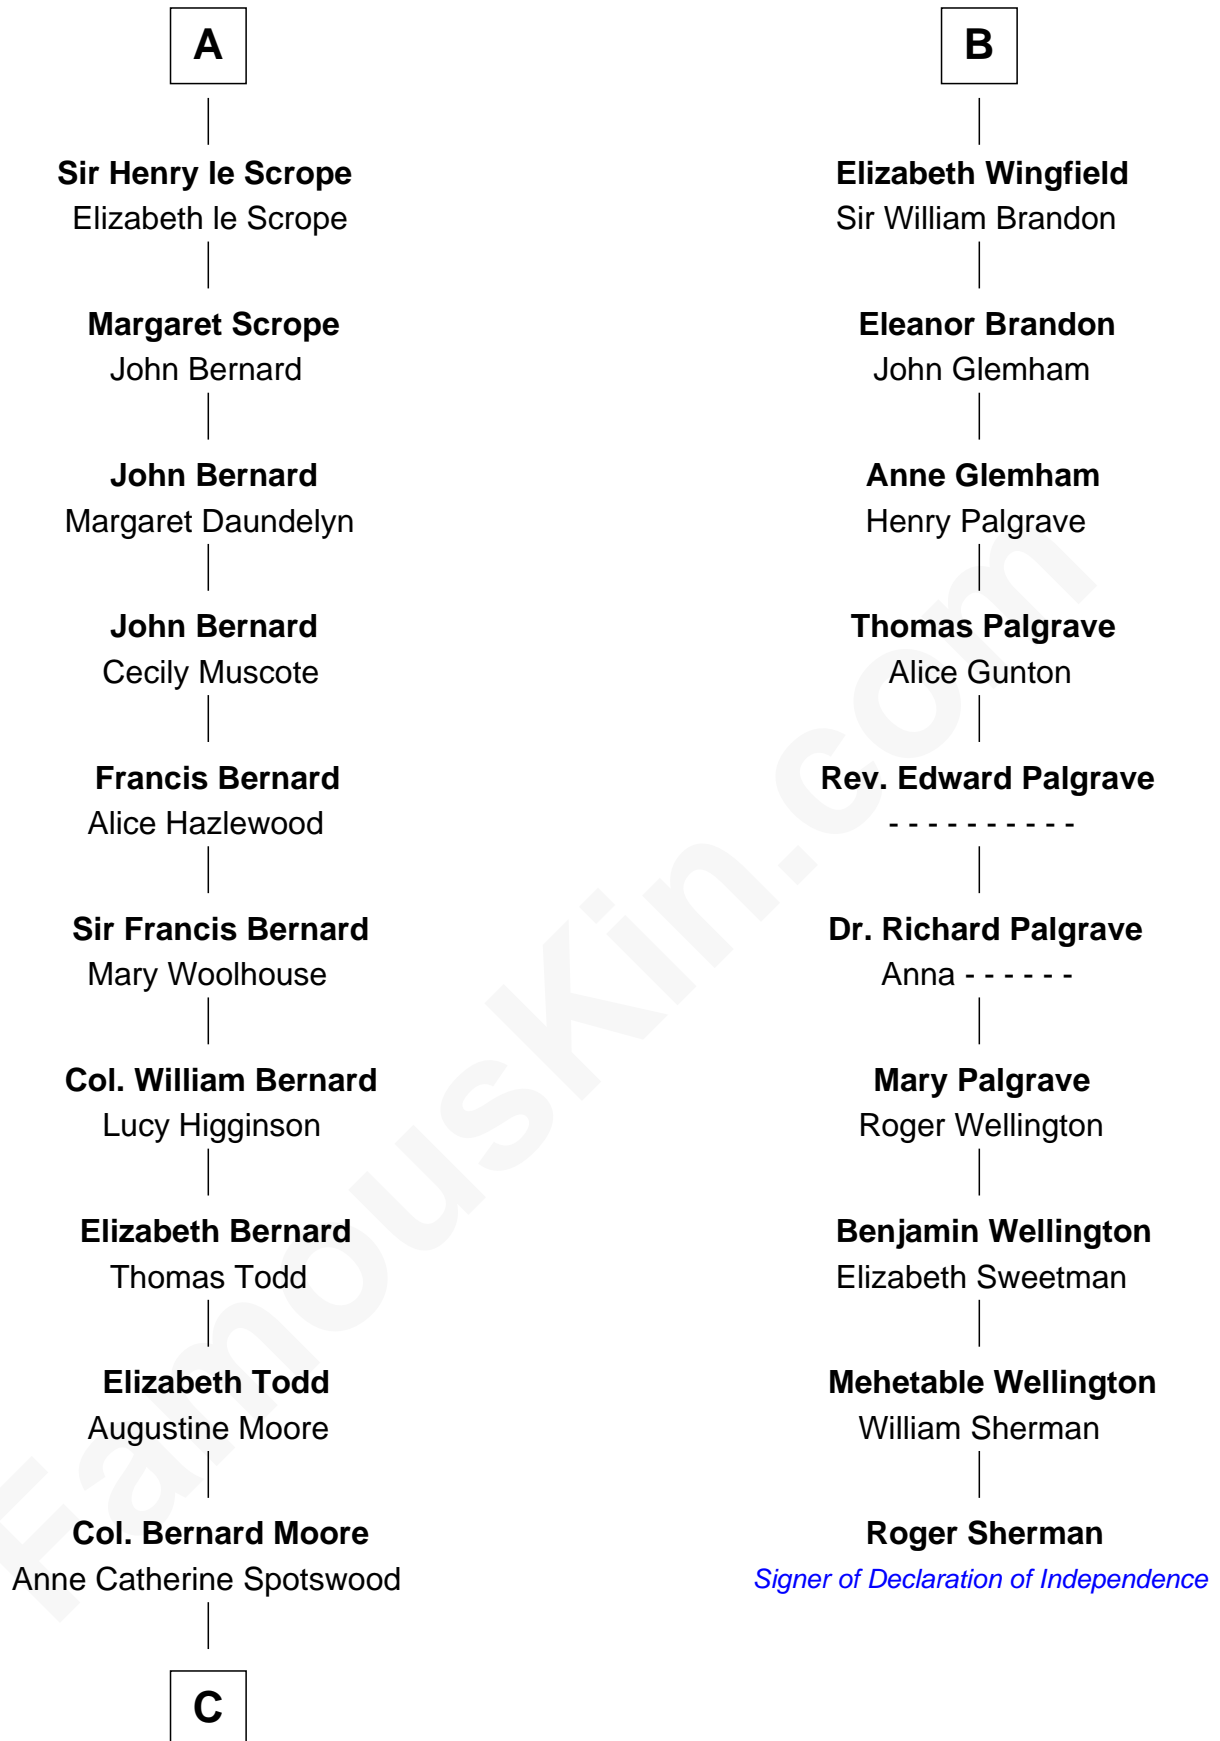 A
Sir Henry le Scrope
Elizabeth le Scrope
Margaret Scrope
John Bernard
John Bernard
Margaret Daundelyn
John Bernard
Cecily Muscote
Francis Bernard
Alice Hazlewood
Sir Francis Bernard
Mary Woolhouse
Col. William Bernard
Lucy Higginson
Elizabeth Bernard
Thomas Todd
Elizabeth Todd
Augustine Moore
Col. Bernard Moore
Anne Catherine Spotswood
C
B
Elizabeth Wingfield
Sir William Brandon
Eleanor Brandon
John Glemham
Anne Glemham
Henry Palgrave
Thomas Palgrave
Alice Gunton
Rev. Edward Palgrave
- - - - - - - - - -
Dr. Richard Palgrave
Anna - - - - - -
Mary Palgrave
Roger Wellington
Benjamin Wellington
Elizabeth Sweetman
Mehetable Wellington
William Sherman
Roger Sherman
Signer of Declaration of Independence
FamousKin.com